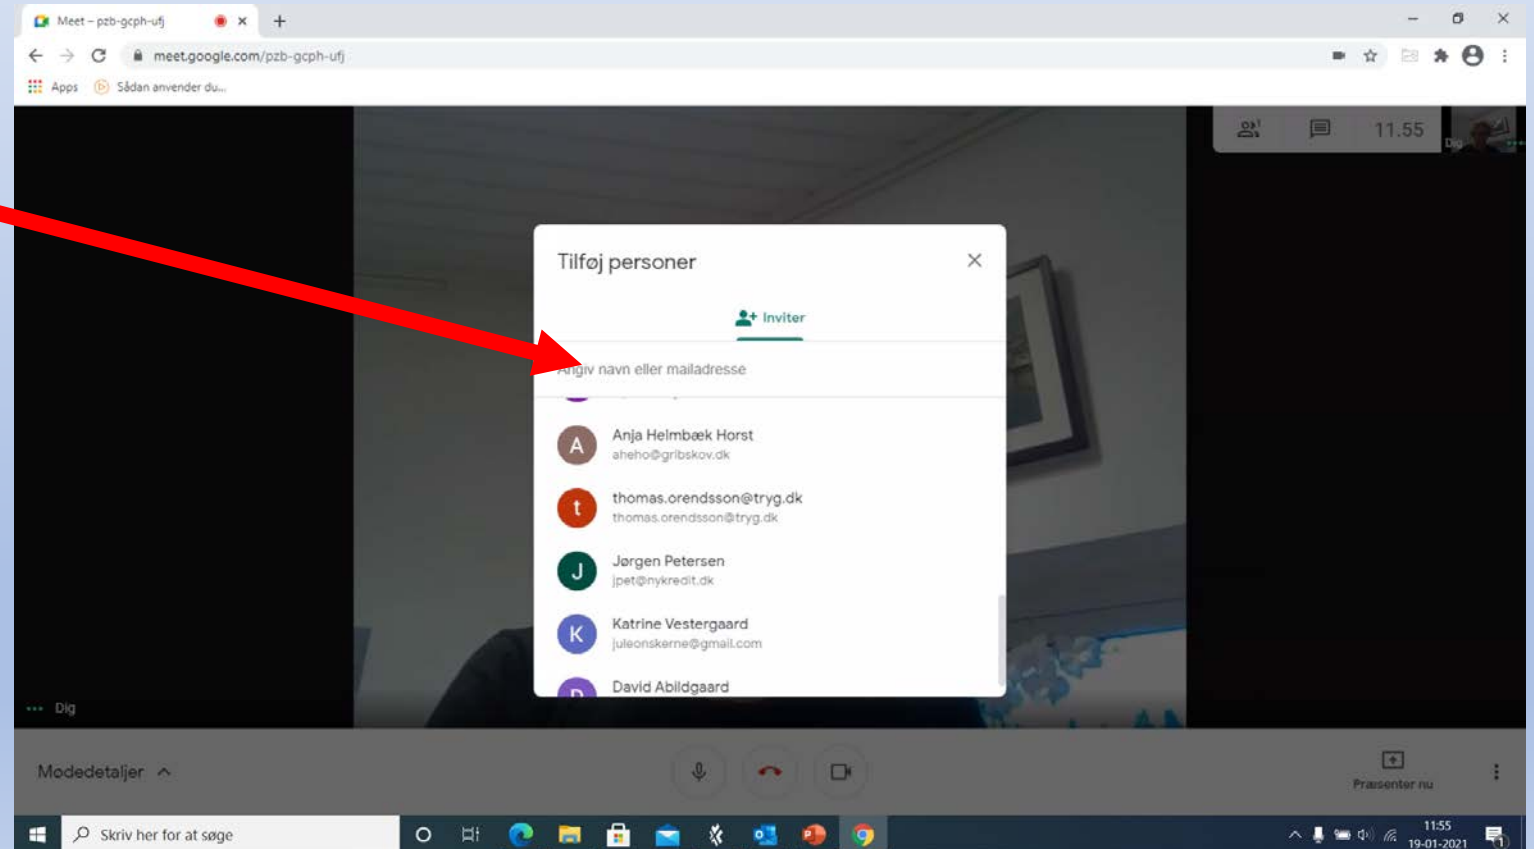 Meet – pzb-gcph-ufj
meet.google.com/pzb-gcph-ufj
Apps Sådan anvender du...
1 11.55
Dig
Tilføj personer
Inviter
Angiv navn eller mailadresse
A Anja Helmbæk Horst
aheho@gribskov.dk
t thomas.orendsson@tryg.dk
thomas.orendsson@tryg.dk
J Jørgen Petersen
jpet@nykredit.dk
K Katrine Vestergaard
juleonskerne@gmail.com
D David Abildgaard
Dig
Mødedetaljer
Præsenter nu
Skriv her for at søge
11:55
19-01-2021
1